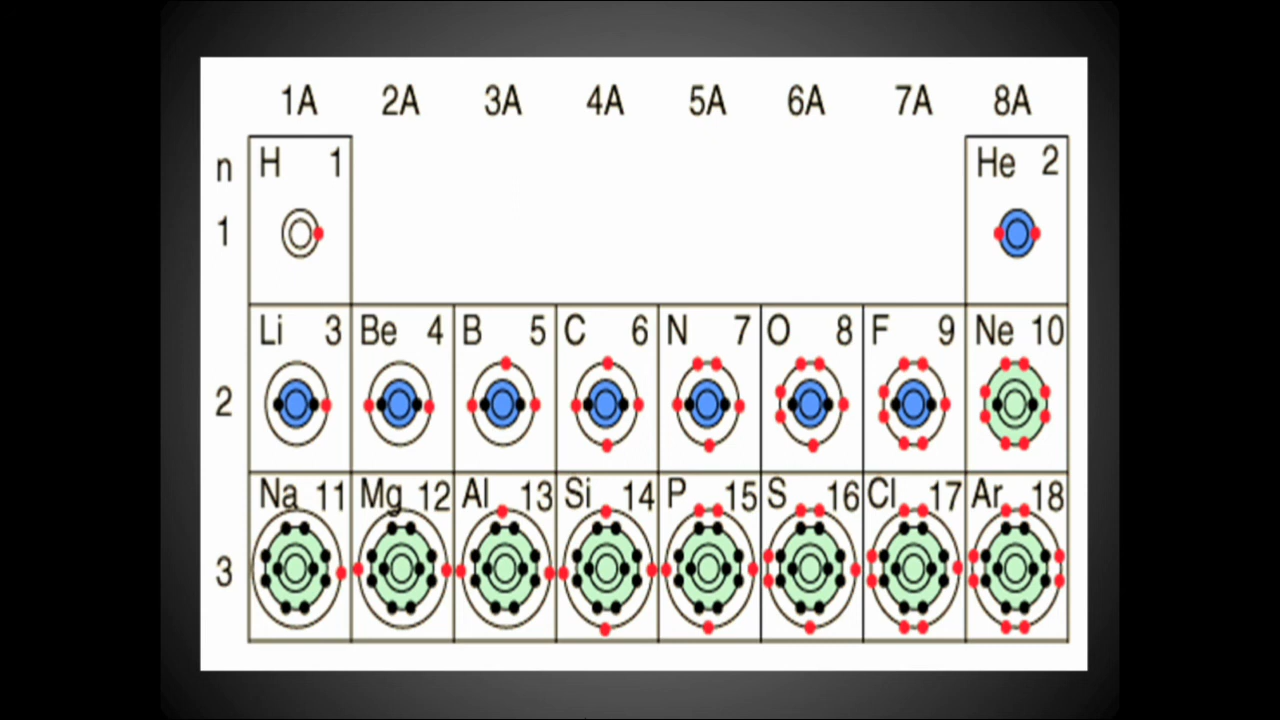 1A 2A 3A 4A 5A 6A 7A 8A
n H 1 He 2
1
Li 3 Be 4 B 5 C 6 N 7 O 8 F 9 Ne 10
2
Na 11 Mg 12 Al 13 Si 14 P 15 S 16 Cl 17 Ar 18
3